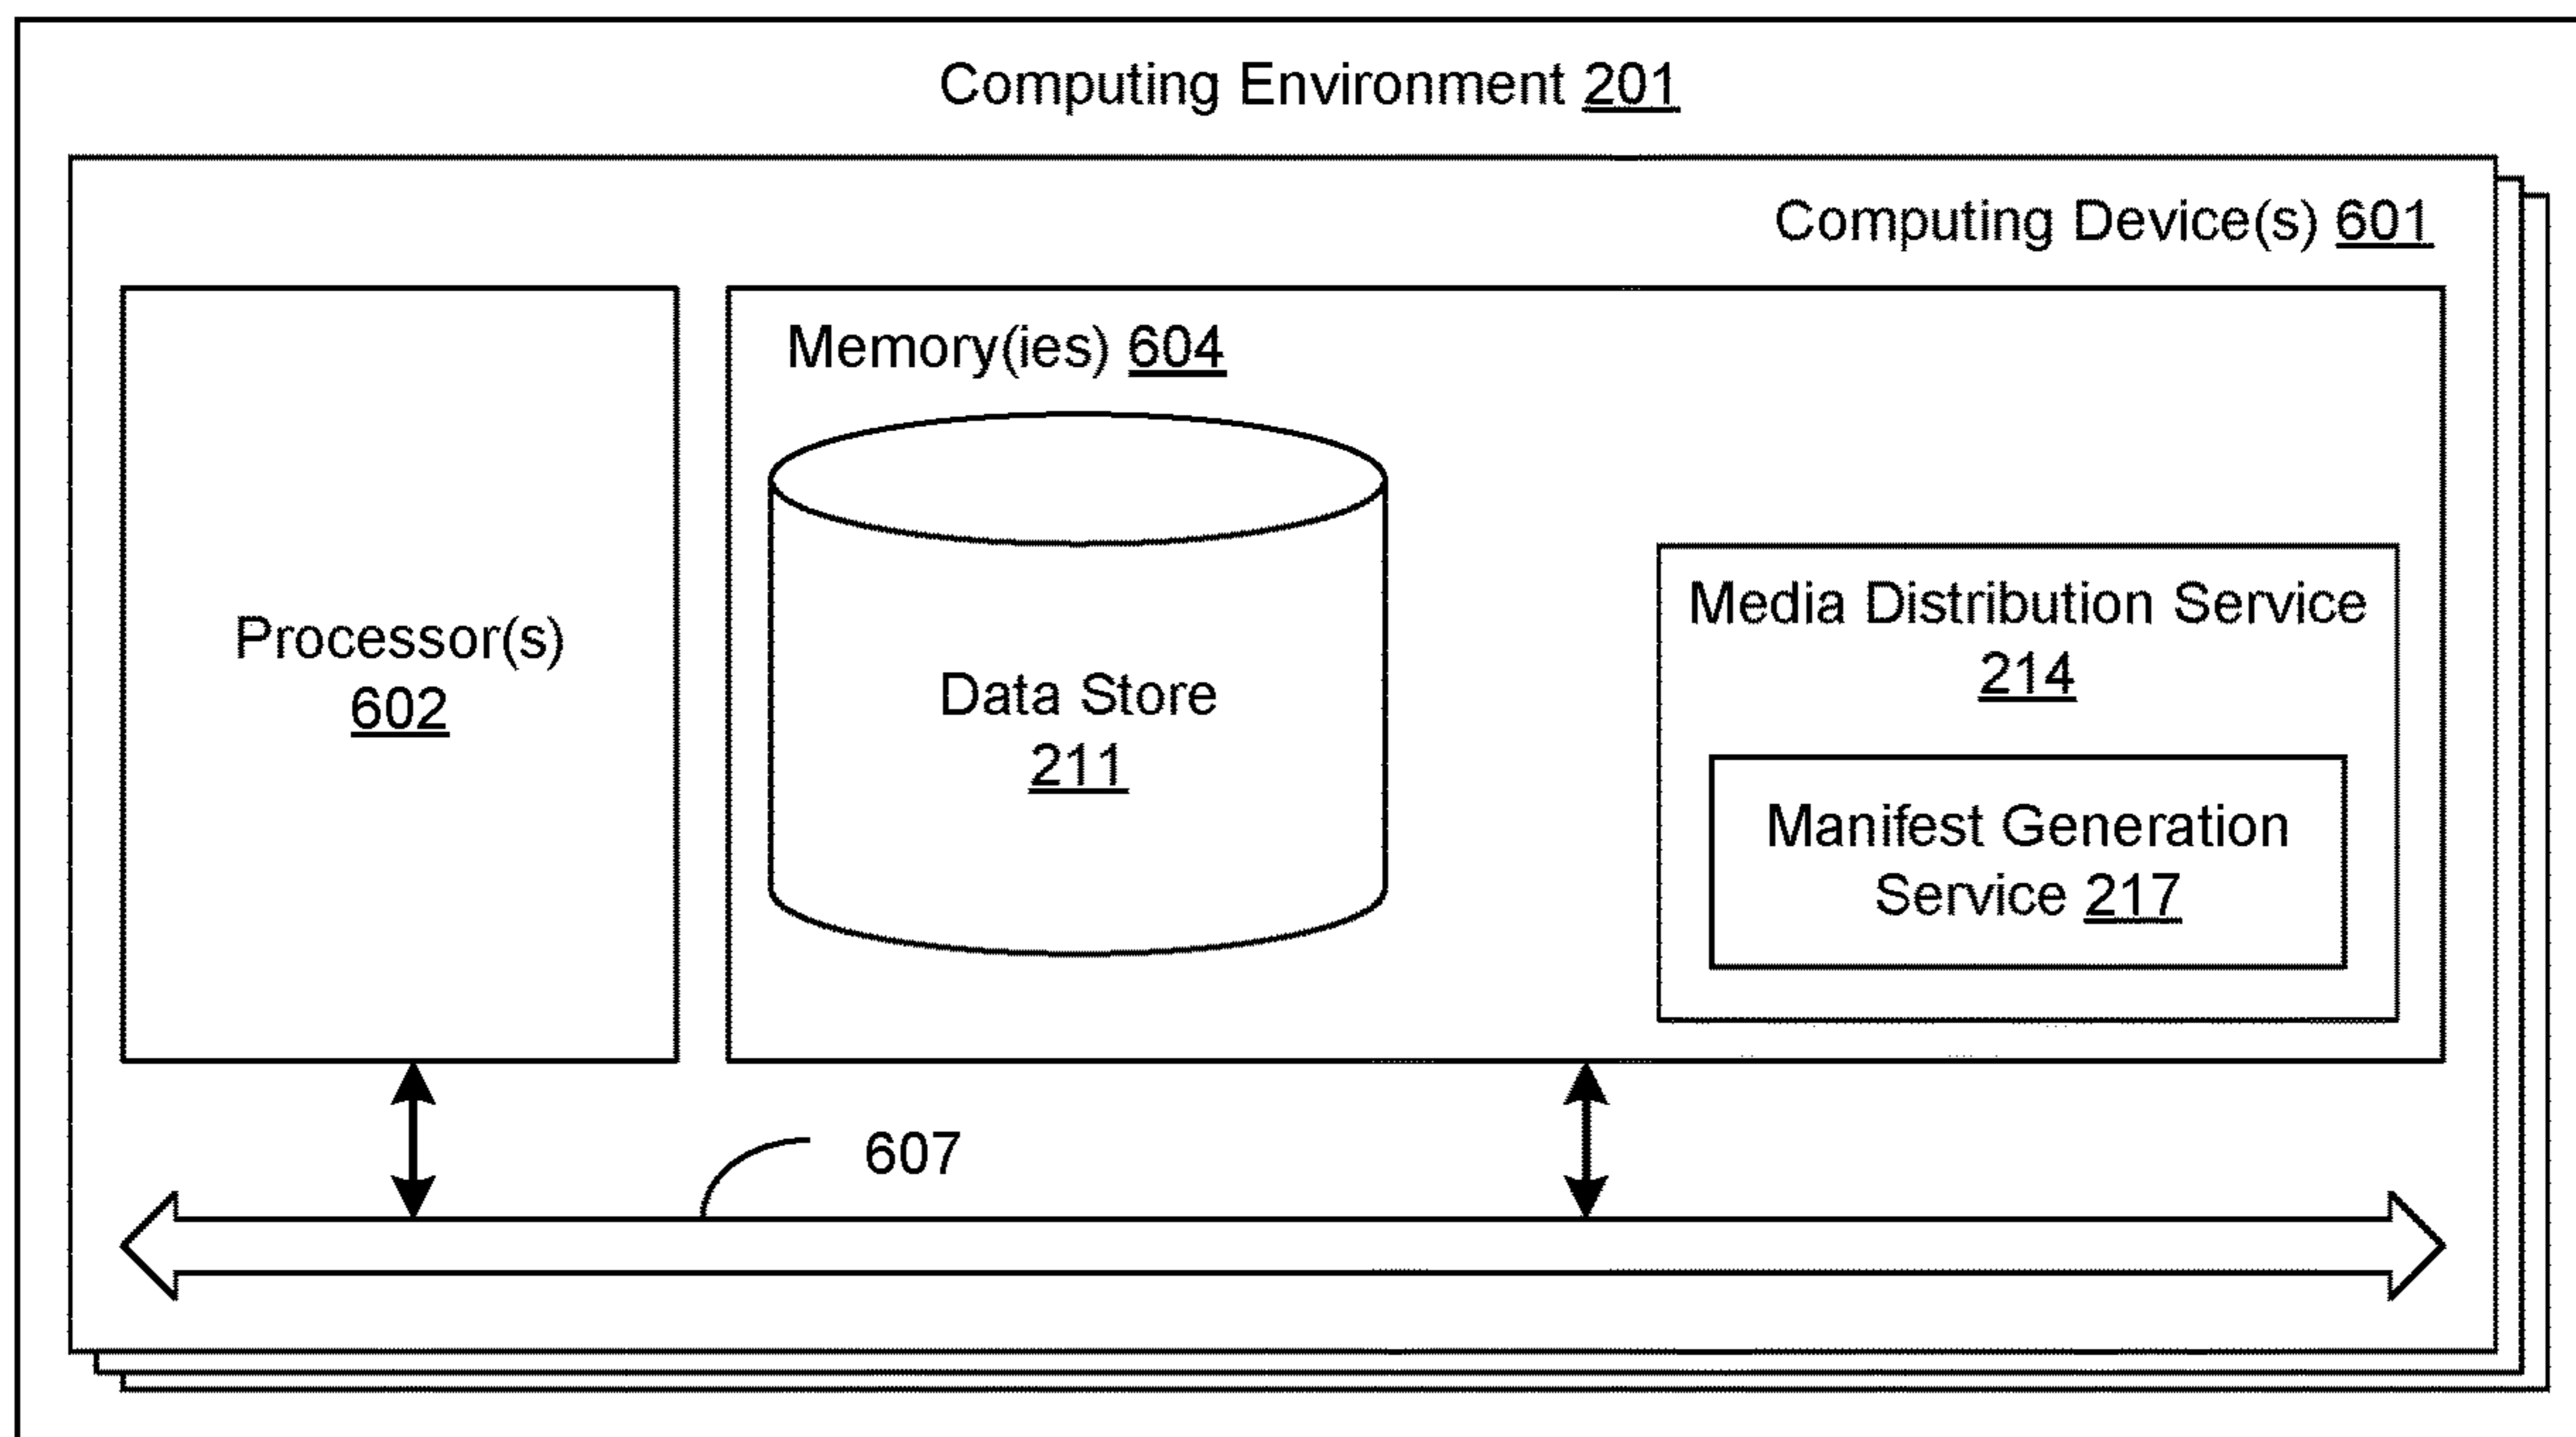 Computing Environment 201
Computing Device(s) 601
Memory(ies) 604
Processor(s)
602
Data Store
211
Media Distribution Service
214
Manifest Generation
Service 217
607